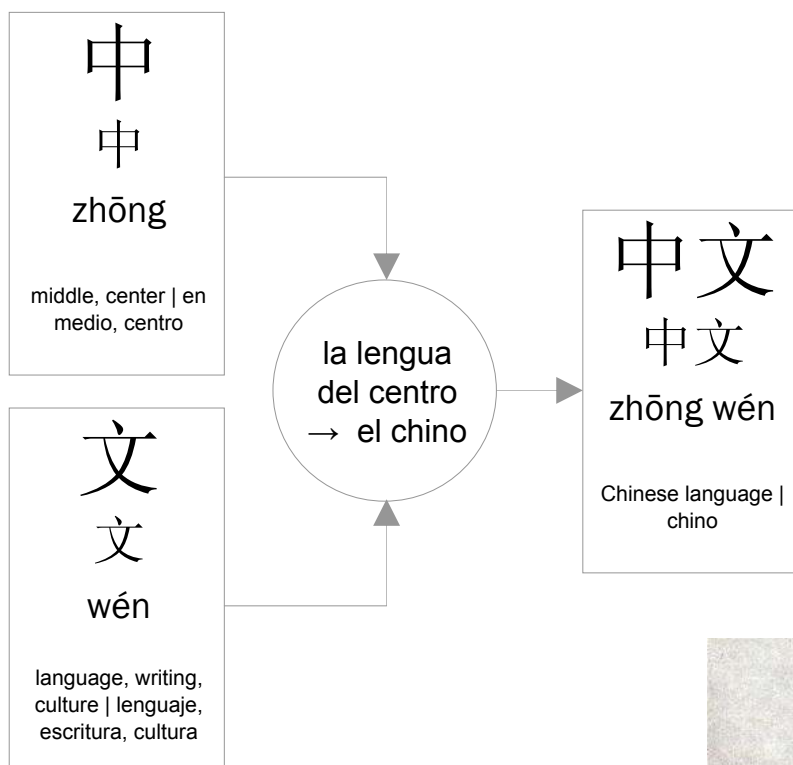 中
中
zhōng
middle, center | en
medio, centro
文
文
wén
language, writing,
culture | lenguaje,
escritura, cultura
la lengua
del centro
→ el chino
中文
中文
zhōng wén
Chinese language |
chino